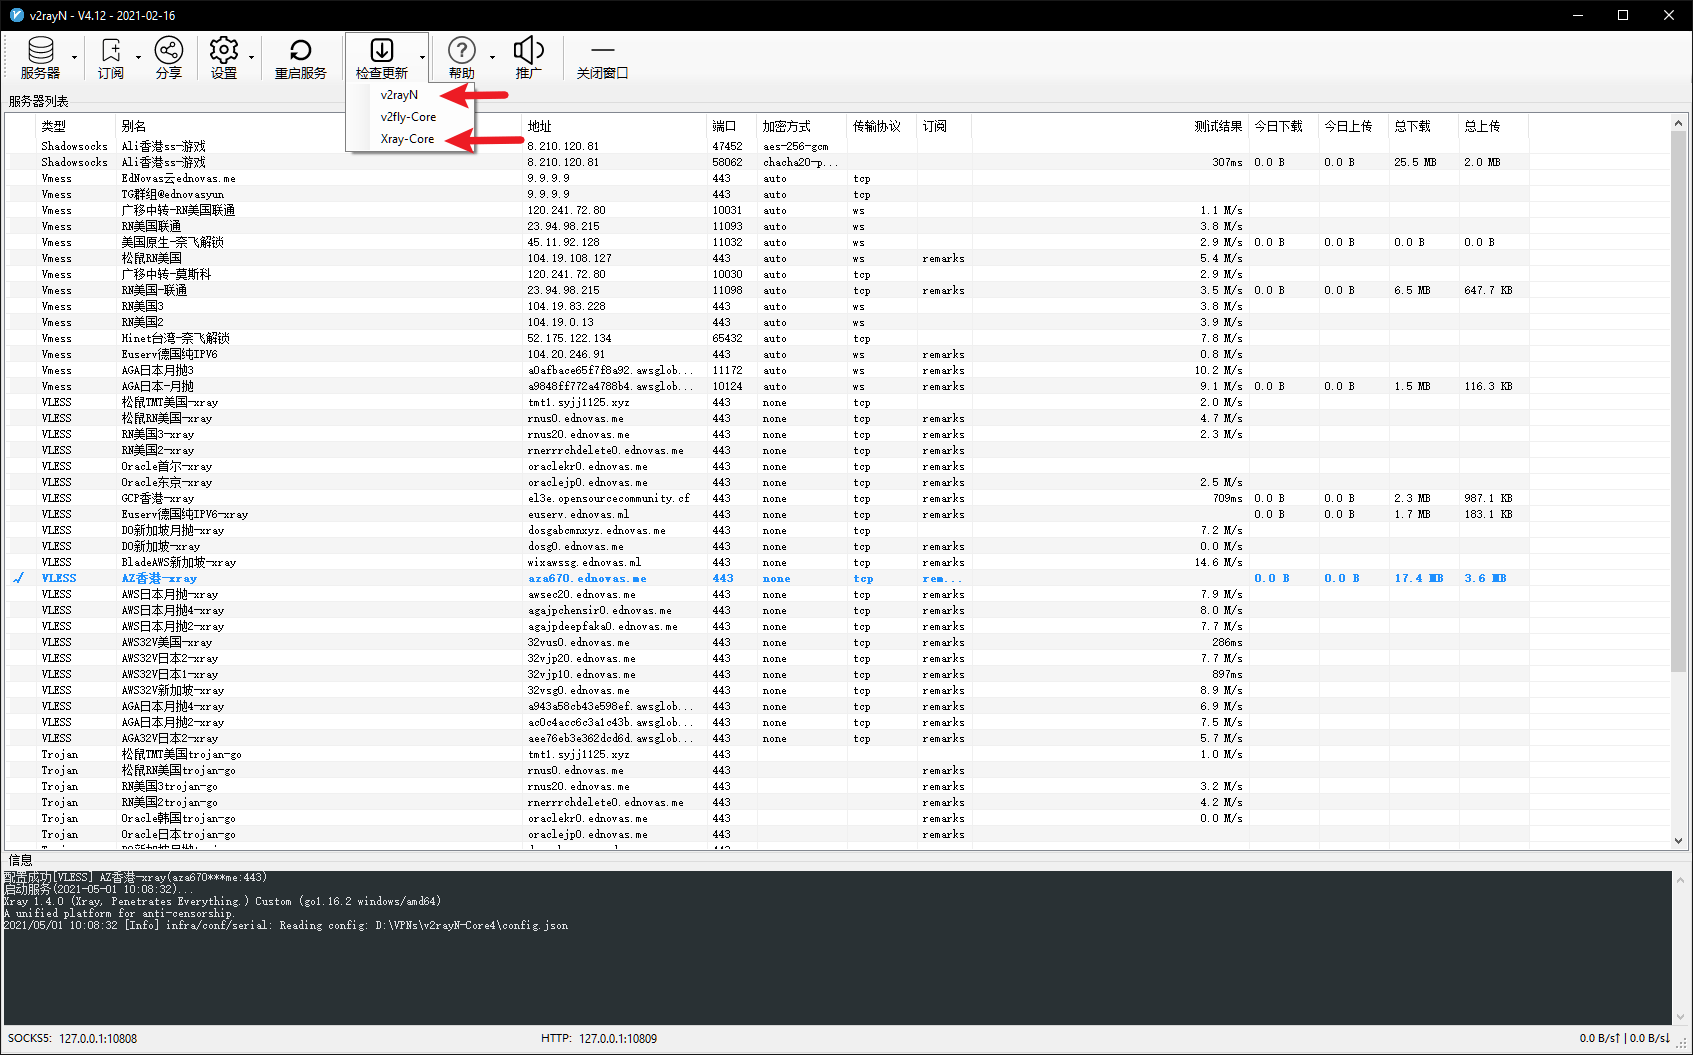 v2rayN - V4.12 - 2021-02-16
服务器 订阅 分享 设置 重启服务 检查更新 帮助 推广 关闭窗口
v2rayN
v2fly-Core
Xray-Core
服务器列表
类型 别名 地址 端口 加密方式 传输协议 订阅 测试结果 今日下载 今日上传 总下载 总上传
Shadowsocks Ali香港ss-游戏 8.210.120.81 47452 aes-256-gcm
Shadowsocks Ali香港ss-游戏 8.210.120.81 58062 chacha20-p... 307ms 0.0 B 0.0 B 25.5 MB 2.0 MB
Vmess EdNovas云ednovas.me 9.9.9.9 443 auto tcp
Vmess TG群组@ednovasyun 9.9.9.9 443 auto tcp
Vmess 广移中转-RN美国联通 120.241.72.80 10031 auto ws 1.1 M/s
Vmess RN美国联通 23.94.98.215 11093 auto ws 3.8 M/s
Vmess 美国原生-奈飞解锁 45.11.92.128 11032 auto ws 2.9 M/s 0.0 B 0.0 B 0.0 B 0.0 B
Vmess 松鼠RN美国 104.19.108.127 443 auto ws remarks 5.4 M/s
Vmess 广移中转-莫斯科 120.241.72.80 10030 auto tcp 2.9 M/s
Vmess RN美国-联通 23.94.98.215 11098 auto tcp remarks 3.5 M/s 0.0 B 0.0 B 6.5 MB 647.7 KB
Vmess RN美国3 104.19.83.228 443 auto ws 3.8 M/s
Vmess RN美国2 104.19.0.13 443 auto ws 3.9 M/s
Vmess Hinet台湾-奈飞解锁 52.175.122.134 65432 auto tcp 7.8 M/s
Vmess Euserv德国纯IPV6 104.20.246.91 443 auto ws remarks 0.8 M/s
Vmess AGA日本月抛3 a0afbace65f7f8a92.awsglob... 11172 auto ws remarks 10.2 M/s
Vmess AGA日本-月抛 a9848ff772a4788b4.awsglob... 10124 auto ws remarks 9.1 M/s 0.0 B 0.0 B 1.5 MB 116.3 KB
VLESS 松鼠TMT美国-xray tmt1.syjj1125.xyz 443 none tcp 2.0 M/s
VLESS 松鼠RN美国-xray rnus0.ednovas.me 443 none tcp remarks 4.7 M/s
VLESS RN美国3-xray rnus20.ednovas.me 443 none tcp remarks 2.3 M/s
VLESS RN美国2-xray rnerrrchdelete0.ednovas.me 443 none tcp remarks
VLESS Oracle首尔-xray oraclekr0.ednovas.me 443 none tcp remarks
VLESS Oracle东京-xray oraclejp0.ednovas.me 443 none tcp remarks 2.5 M/s
VLESS GCP香港-xray el3e.opensourcecommunity.cf 443 none tcp remarks 709ms 0.0 B 0.0 B 2.3 MB 987.1 KB
VLESS Euserv德国纯IPV6-xray euserv.ednovas.ml 443 none tcp remarks 0.0 B 0.0 B 1.7 MB 183.1 KB
VLESS DO新加坡月抛-xray dosgabcmnxyz.ednovas.me 443 none tcp 7.2 M/s
VLESS DO新加坡-xray dosg0.ednovas.me 443 none tcp remarks 0.0 M/s
VLESS BladeAWS新加坡-xray wixawssg.ednovas.ml 443 none tcp remarks 14.6 M/s
VLESS AZ香港-xray aza670.ednovas.me 443 none tcp rem... 0.0 B 0.0 B 17.4 MB 3.6 MB
VLESS AWS日本月抛-xray awsec20.ednovas.me 443 none tcp remarks 7.9 M/s
VLESS AWS日本月抛4-xray agajpchensir0.ednovas.me 443 none tcp remarks 8.0 M/s
VLESS AWS日本月抛2-xray agajpdeepfaka0.ednovas.me 443 none tcp remarks 7.7 M/s
VLESS AWS32V美国-xray 32vus0.ednovas.me 443 none tcp remarks 286ms
VLESS AWS32V日本2-xray 32vjp20.ednovas.me 443 none tcp remarks 7.7 M/s
VLESS AWS32V日本1-xray 32vjp10.ednovas.me 443 none tcp remarks 897ms
VLESS AWS32V新加坡-xray 32vsg0.ednovas.me 443 none tcp remarks 8.9 M/s
VLESS AGA日本月抛4-xray a943a58cb43e598ef.awsglob... 443 none tcp remarks 6.9 M/s
VLESS AGA日本月抛2-xray ac0c4acc6c3a1c43b.awsglob... 443 none tcp remarks 7.5 M/s
VLESS AGA32V日本2-xray aee76eb3e362dcd6d.awsglob... 443 none tcp remarks 5.7 M/s
Trojan 松鼠TMT美国trojan-go tmt1.syjj1125.xyz 443 1.0 M/s
Trojan 松鼠RN美国trojan-go rnus0.ednovas.me 443 remarks
Trojan RN美国3trojan-go rnus20.ednovas.me 443 remarks 3.2 M/s
Trojan RN美国2trojan-go rnerrrchdelete0.ednovas.me 443 remarks 4.2 M/s
Trojan Oracle韩国trojan-go oraclekr0.ednovas.me 443 remarks 0.0 M/s
Trojan Oracle日本trojan-go oraclejp0.ednovas.me 443 remarks
信息
配置成功[VLESS] AZ香港-xray(aza670***me:443)
启动服务(2021-05-01 10:08:32)...
Xray 1.4.0 (Xray, Penetrates Everything.) Custom (go1.16.2 windows/amd64)
A unified platform for anti-censorship.
2021/05/01 10:08:32 [Info] infra/conf/serial: Reading config: D:\VPNs\v2rayN-Core4\config.json
SOCKS5: 127.0.0.1:10808 HTTP: 127.0.0.1:10809 0.0 B/s↑ | 0.0 B/s↓